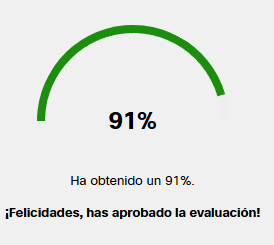 91%
Ha obtenido un 91%.
¡Felicidades, has aprobado la evaluación!